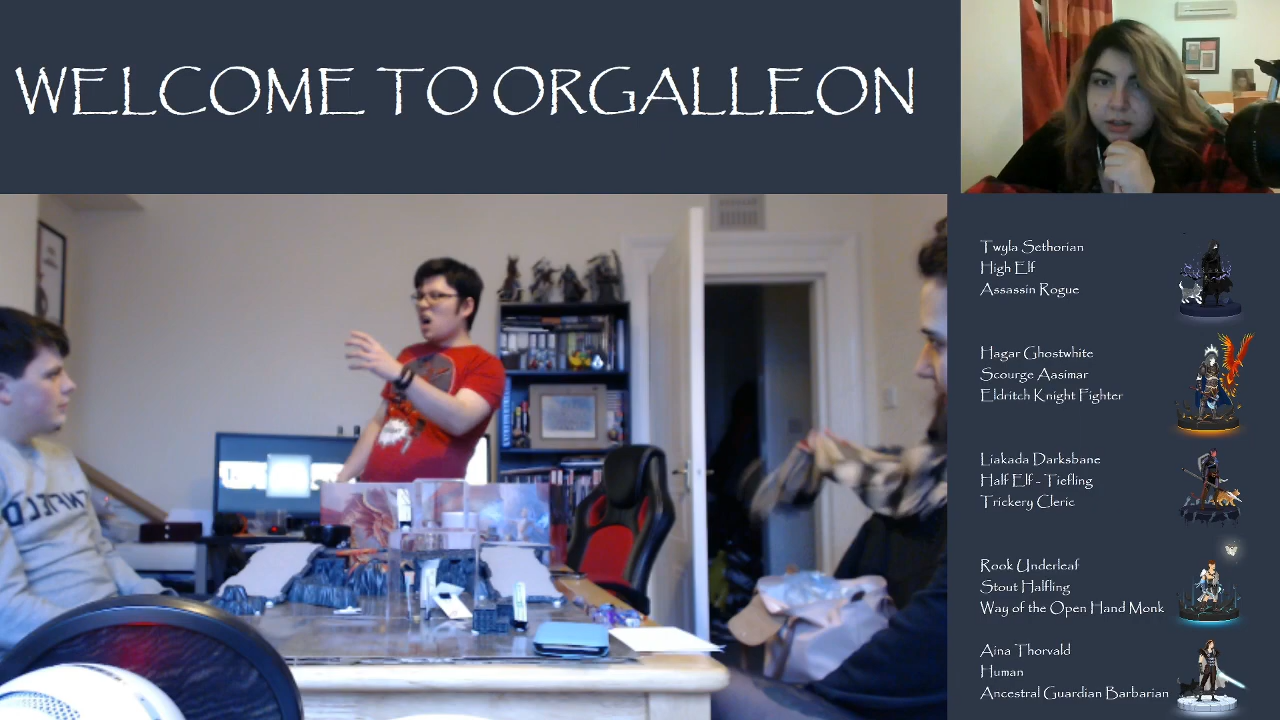 WELCOME TO ORGALLEON
Twyla Sethorian
High Elf
Assassin Rogue
Hagar Ghostwhite
Scourge Aasimar
Eldritch Knight Fighter
Liakada Darksbane
Half Elf - Tiefling
Trickery Cleric
Rook Underleaf
Stout Halfling
Way of the Open Hand Monk
Aina Thorvald
Human
Ancestral Guardian Barbarian